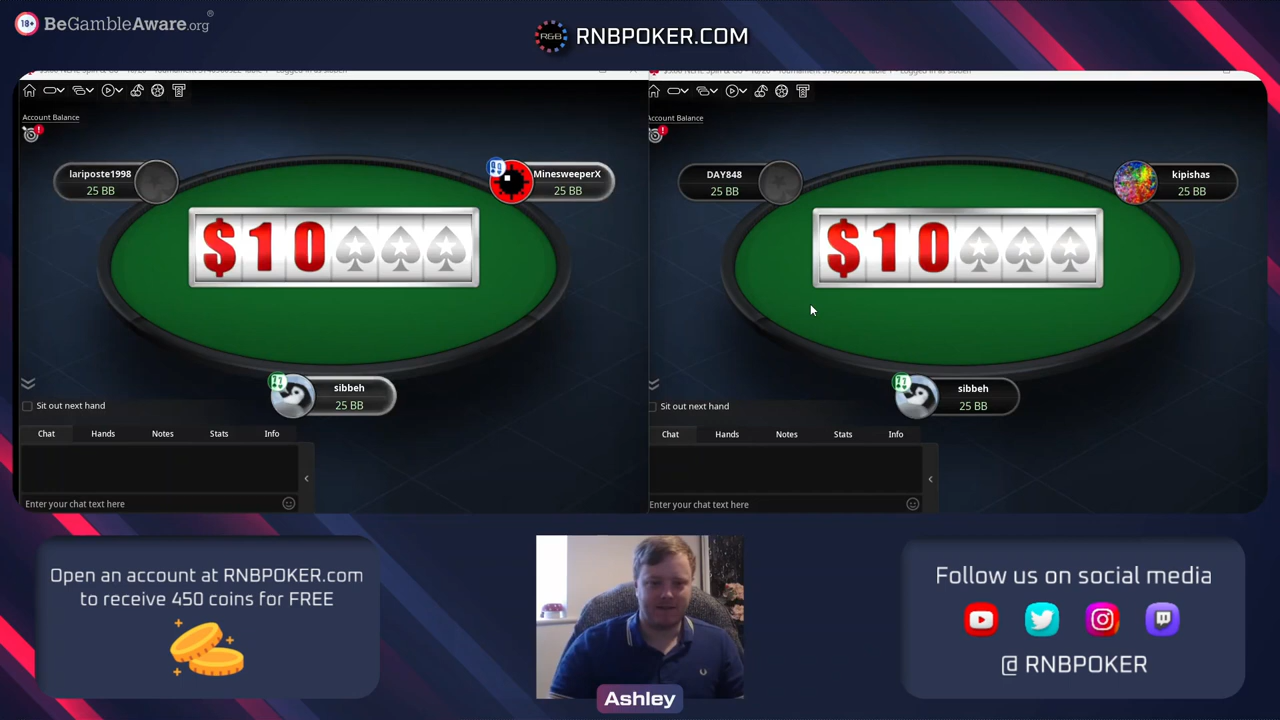 18+ BeGambleAware.org®
R&B RNBPOKER.COM
Account Balance
lariposte1998
25 BB
MinesweeperX
25 BB
$10
sibbeh
25 BB
Sit out next hand
Chat Hands Notes Stats Info
Enter your chat text here
Account Balance
DAY848
25 BB
kipishas
25 BB
$10
sibbeh
25 BB
Sit out next hand
Chat Hands Notes Stats Info
Enter your chat text here
Open an account at RNBPOKER.com
to receive 450 coins for FREE
Ashley
Follow us on social media
@ RNBPOKER